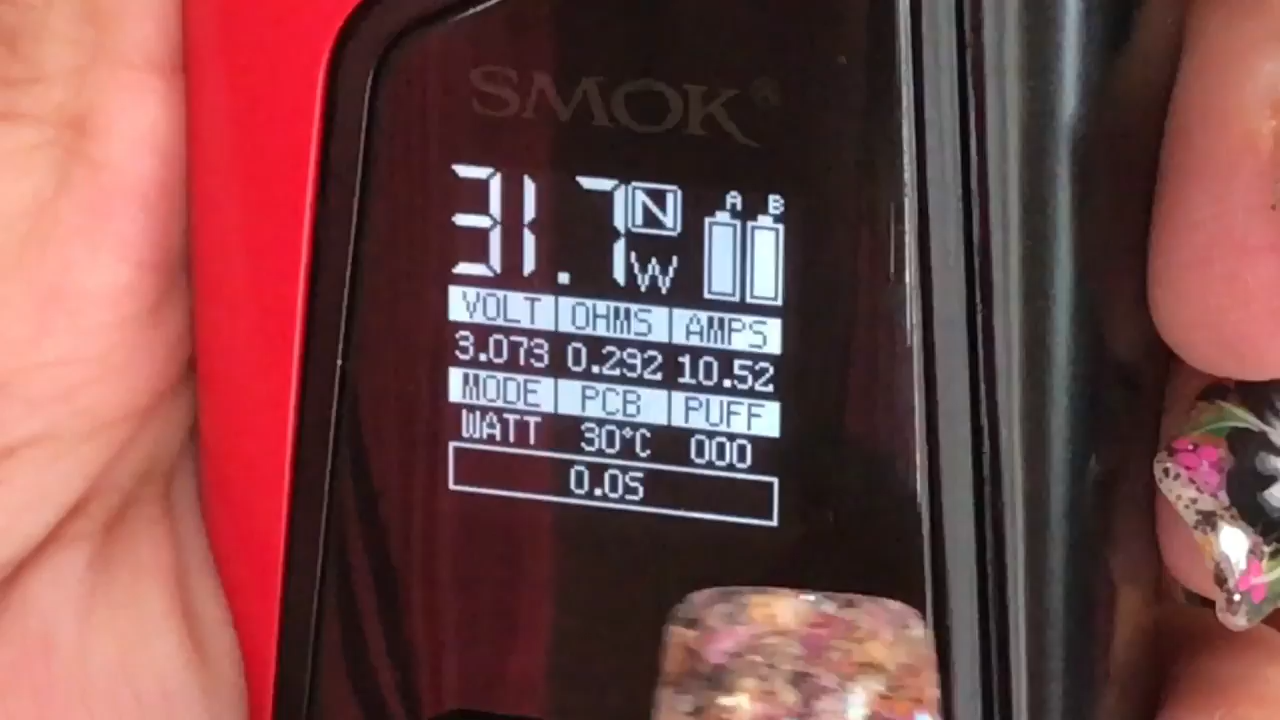 SMOK®
31.7 N W A B
VOLT OHMS AMPS
3.073 0.292 10.52
MODE PCB PUFF
WATT 30°C 000
0.0S